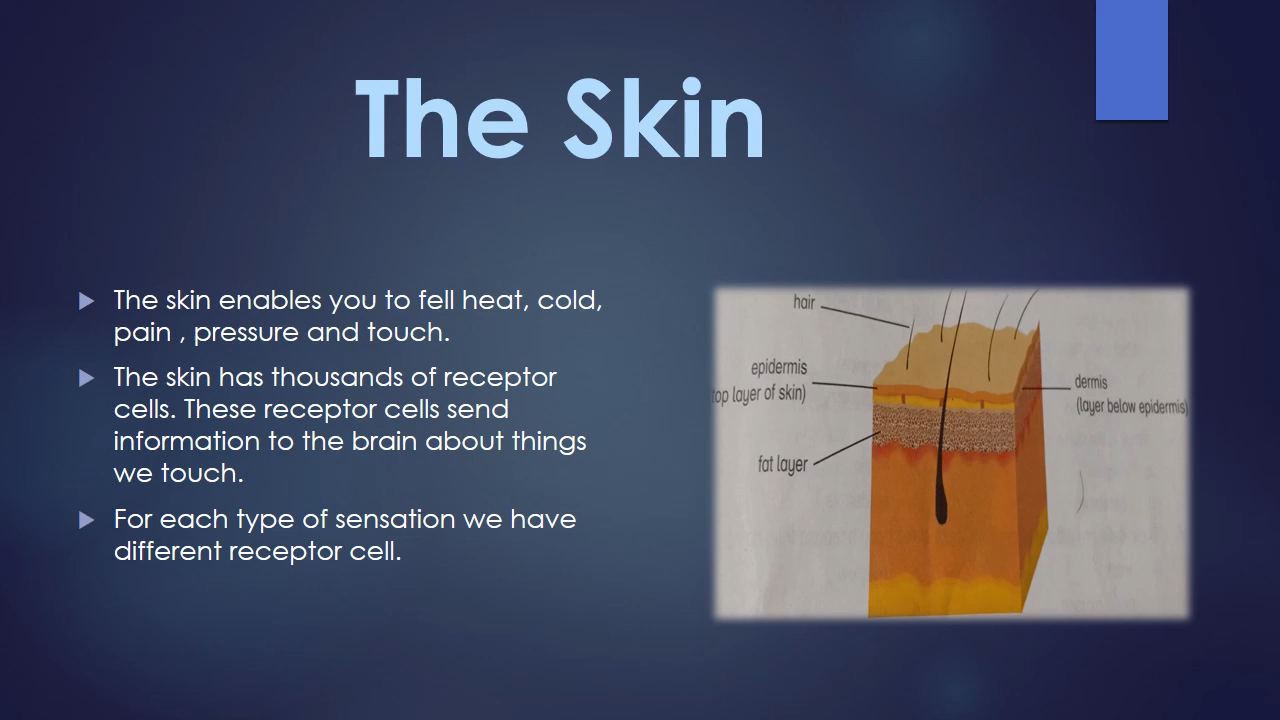 The Skin
The skin enables you to fell heat, cold,
pain , pressure and touch.
The skin has thousands of receptor
cells. These receptor cells send
information to the brain about things
we touch.
For each type of sensation we have
different receptor cell.
hair
epidermis
top layer of skin)
fat layer
dermis
(layer below epidermis)